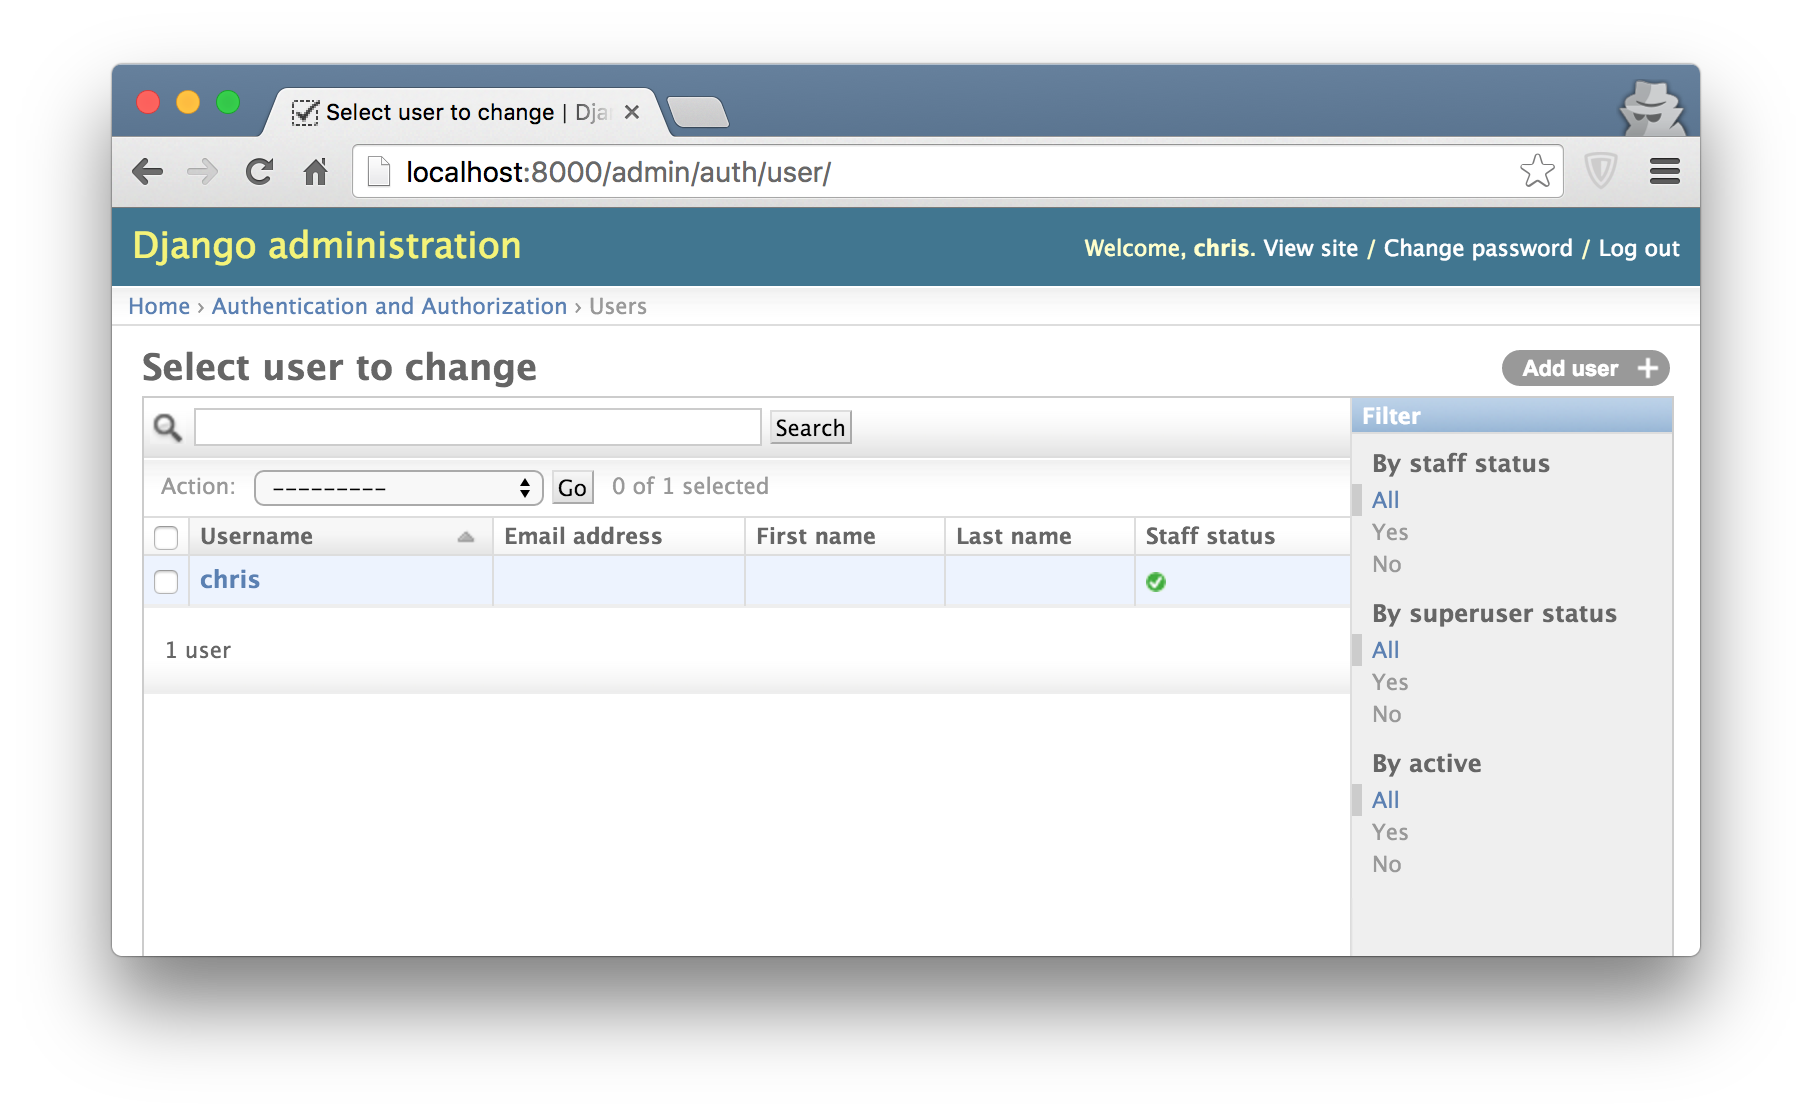 Select user to change | Dja
localhost:8000/admin/auth/user/
Django administration
Welcome, chris. View site / Change password / Log out
Home › Authentication and Authorization › Users
Select user to change
Add user +
Search
Filter
Action: --------- Go 0 of 1 selected
Username Email address First name Last name Staff status
chris
1 user
By staff status
All
Yes
No
By superuser status
All
Yes
No
By active
All
Yes
No